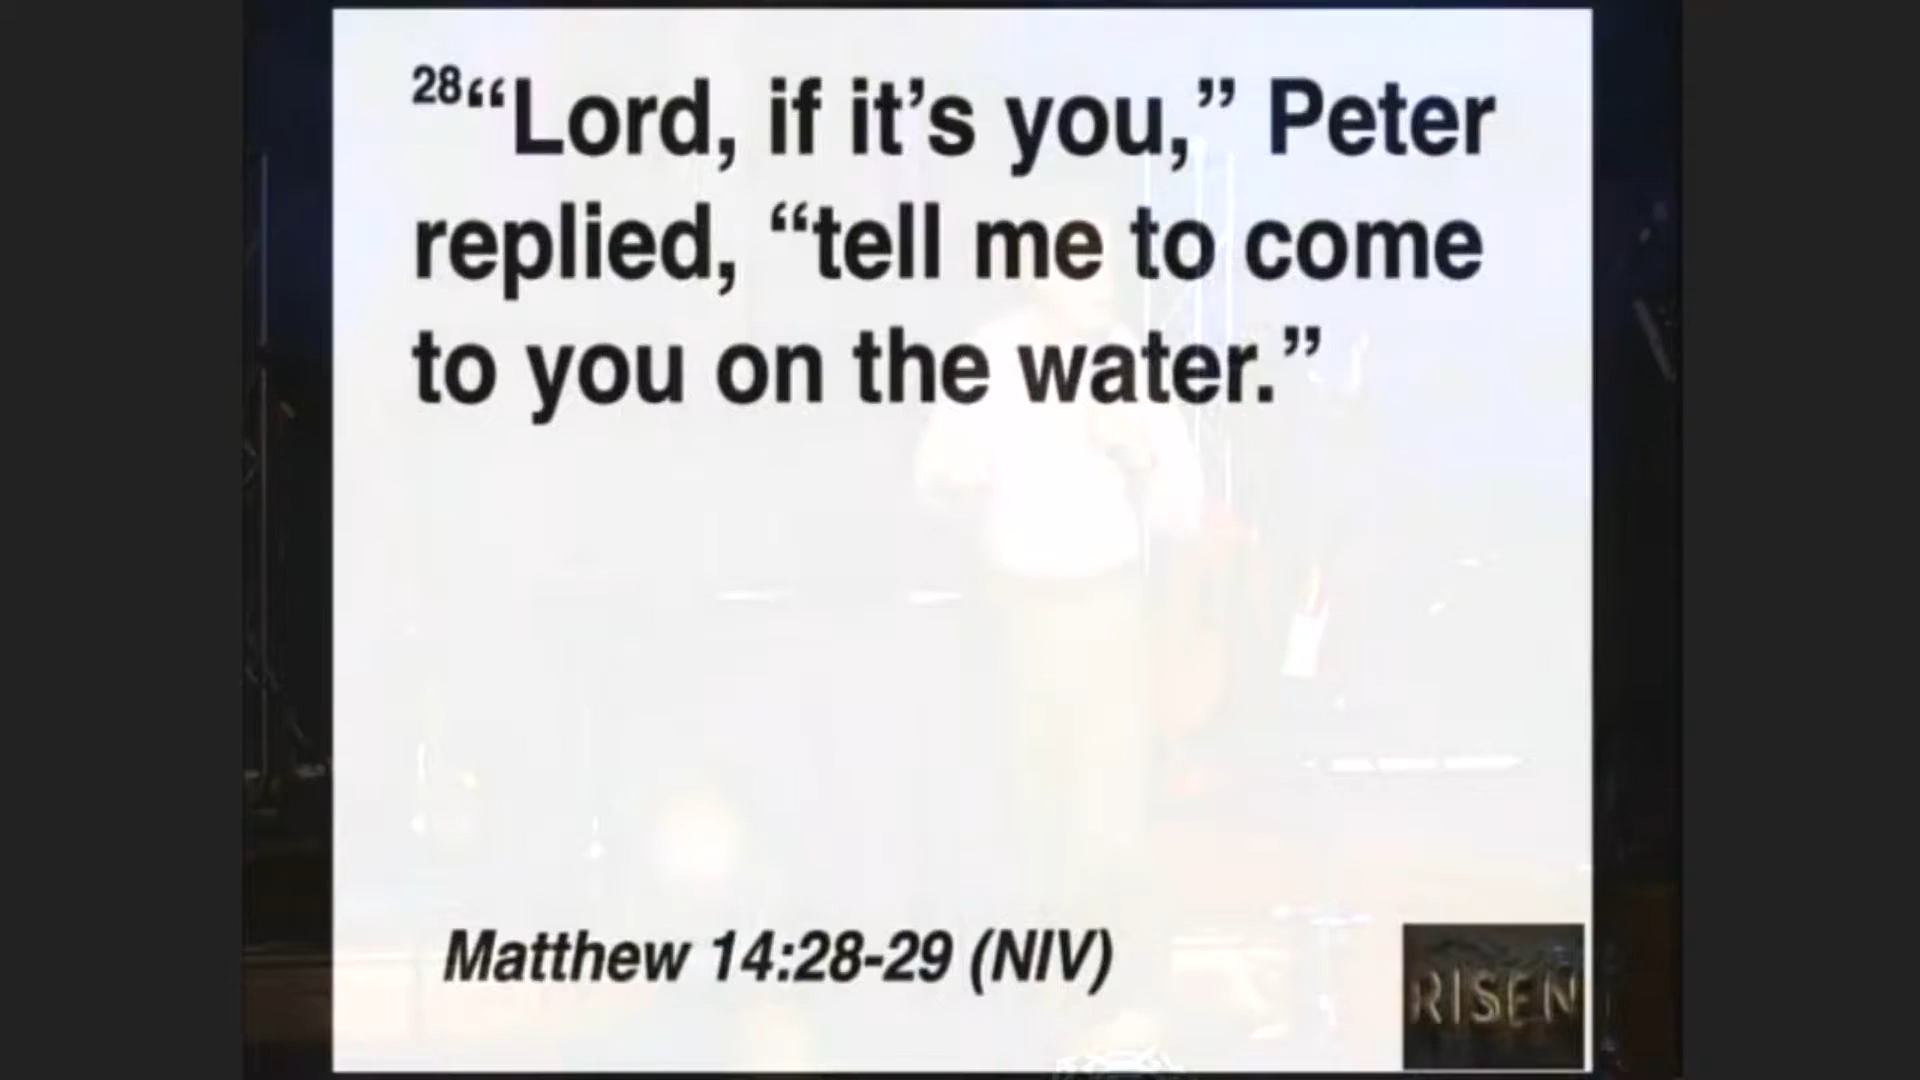 28“Lord, if it’s you,” Peter
replied, “tell me to come
to you on the water.”
Matthew 14:28-29 (NIV)
RISEN